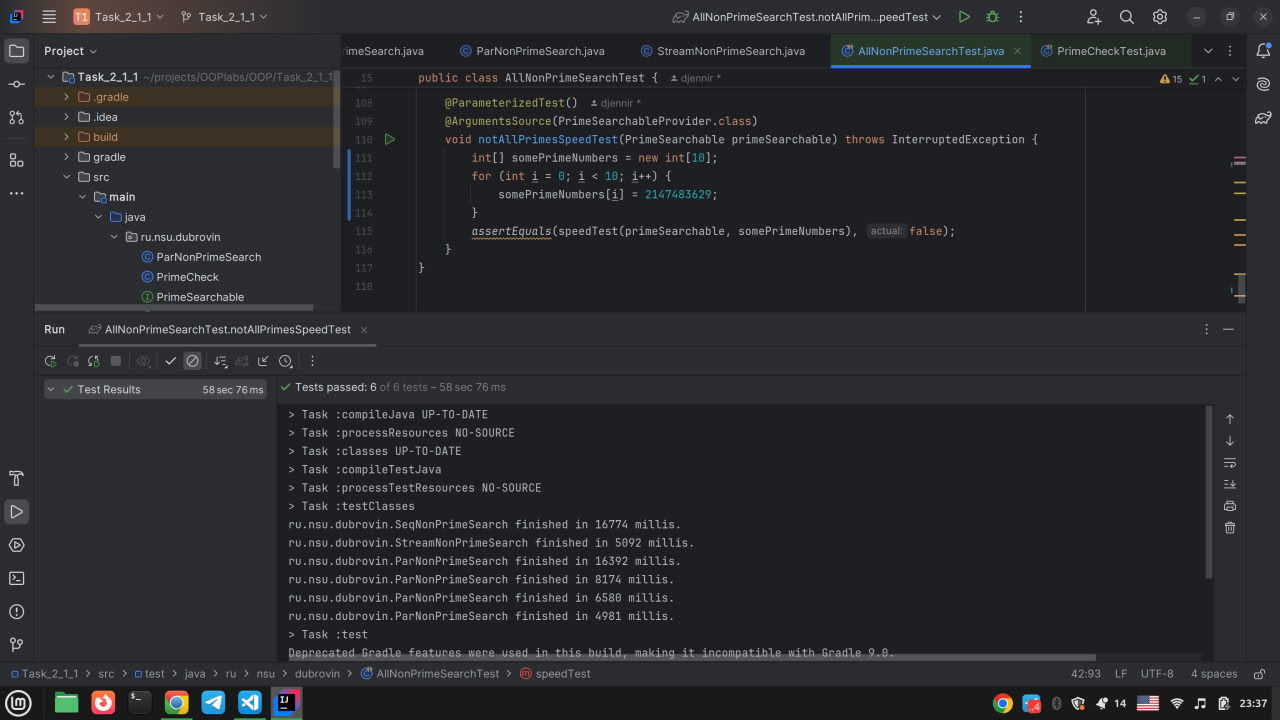 T1 Task_2_1_1 Task_2_1_1 AllNonPrimeSearchTest.notAllPrim...peedTest
Project
rimeSearch.java ParNonPrimeSearch.java StreamNonPrimeSearch.java AllNonPrimeSearchTest.java PrimeCheckTest.java
Task_2_1_1 ~/projects/OOPlabs/OOP/Task_2_1_1
.gradle
.idea
build
gradle
src
main
java
ru.nsu.dubrovin
ParNonPrimeSearch
PrimeCheck
PrimeSearchable
15 public class AllNonPrimeSearchTest { djennir * 15 1
108 @ParameterizedTest() djennir *
109 @ArgumentsSource(PrimeSearchableProvider.class)
110 void notAllPrimesSpeedTest(PrimeSearchable primeSearchable) throws InterruptedException {
111 int[] somePrimeNumbers = new int[10];
112 for (int i = 0; i < 10; i++) {
113 somePrimeNumbers[i] = 2147483629;
114 }
115 assertEquals(speedTest(primeSearchable, somePrimeNumbers), actual: false);
116 }
117 }
118
Run AllNonPrimeSearchTest.notAllPrimesSpeedTest
Test Results 58 sec 76 ms
Tests passed: 6 of 6 tests – 58 sec 76 ms
> Task :compileJava UP-TO-DATE
> Task :processResources NO-SOURCE
> Task :classes UP-TO-DATE
> Task :compileTestJava
> Task :processTestResources NO-SOURCE
> Task :testClasses
ru.nsu.dubrovin.SeqNonPrimeSearch finished in 16774 millis.
ru.nsu.dubrovin.StreamNonPrimeSearch finished in 5092 millis.
ru.nsu.dubrovin.ParNonPrimeSearch finished in 16392 millis.
ru.nsu.dubrovin.ParNonPrimeSearch finished in 8174 millis.
ru.nsu.dubrovin.ParNonPrimeSearch finished in 6580 millis.
ru.nsu.dubrovin.ParNonPrimeSearch finished in 4981 millis.
> Task :test
Deprecated Gradle features were used in this build, making it incompatible with Gradle 9.0.
Task_2_1_1 > src > test > java > ru > nsu > dubrovin > AllNonPrimeSearchTest > speedTest 42:93 LF UTF-8 4 spaces
14 23:37